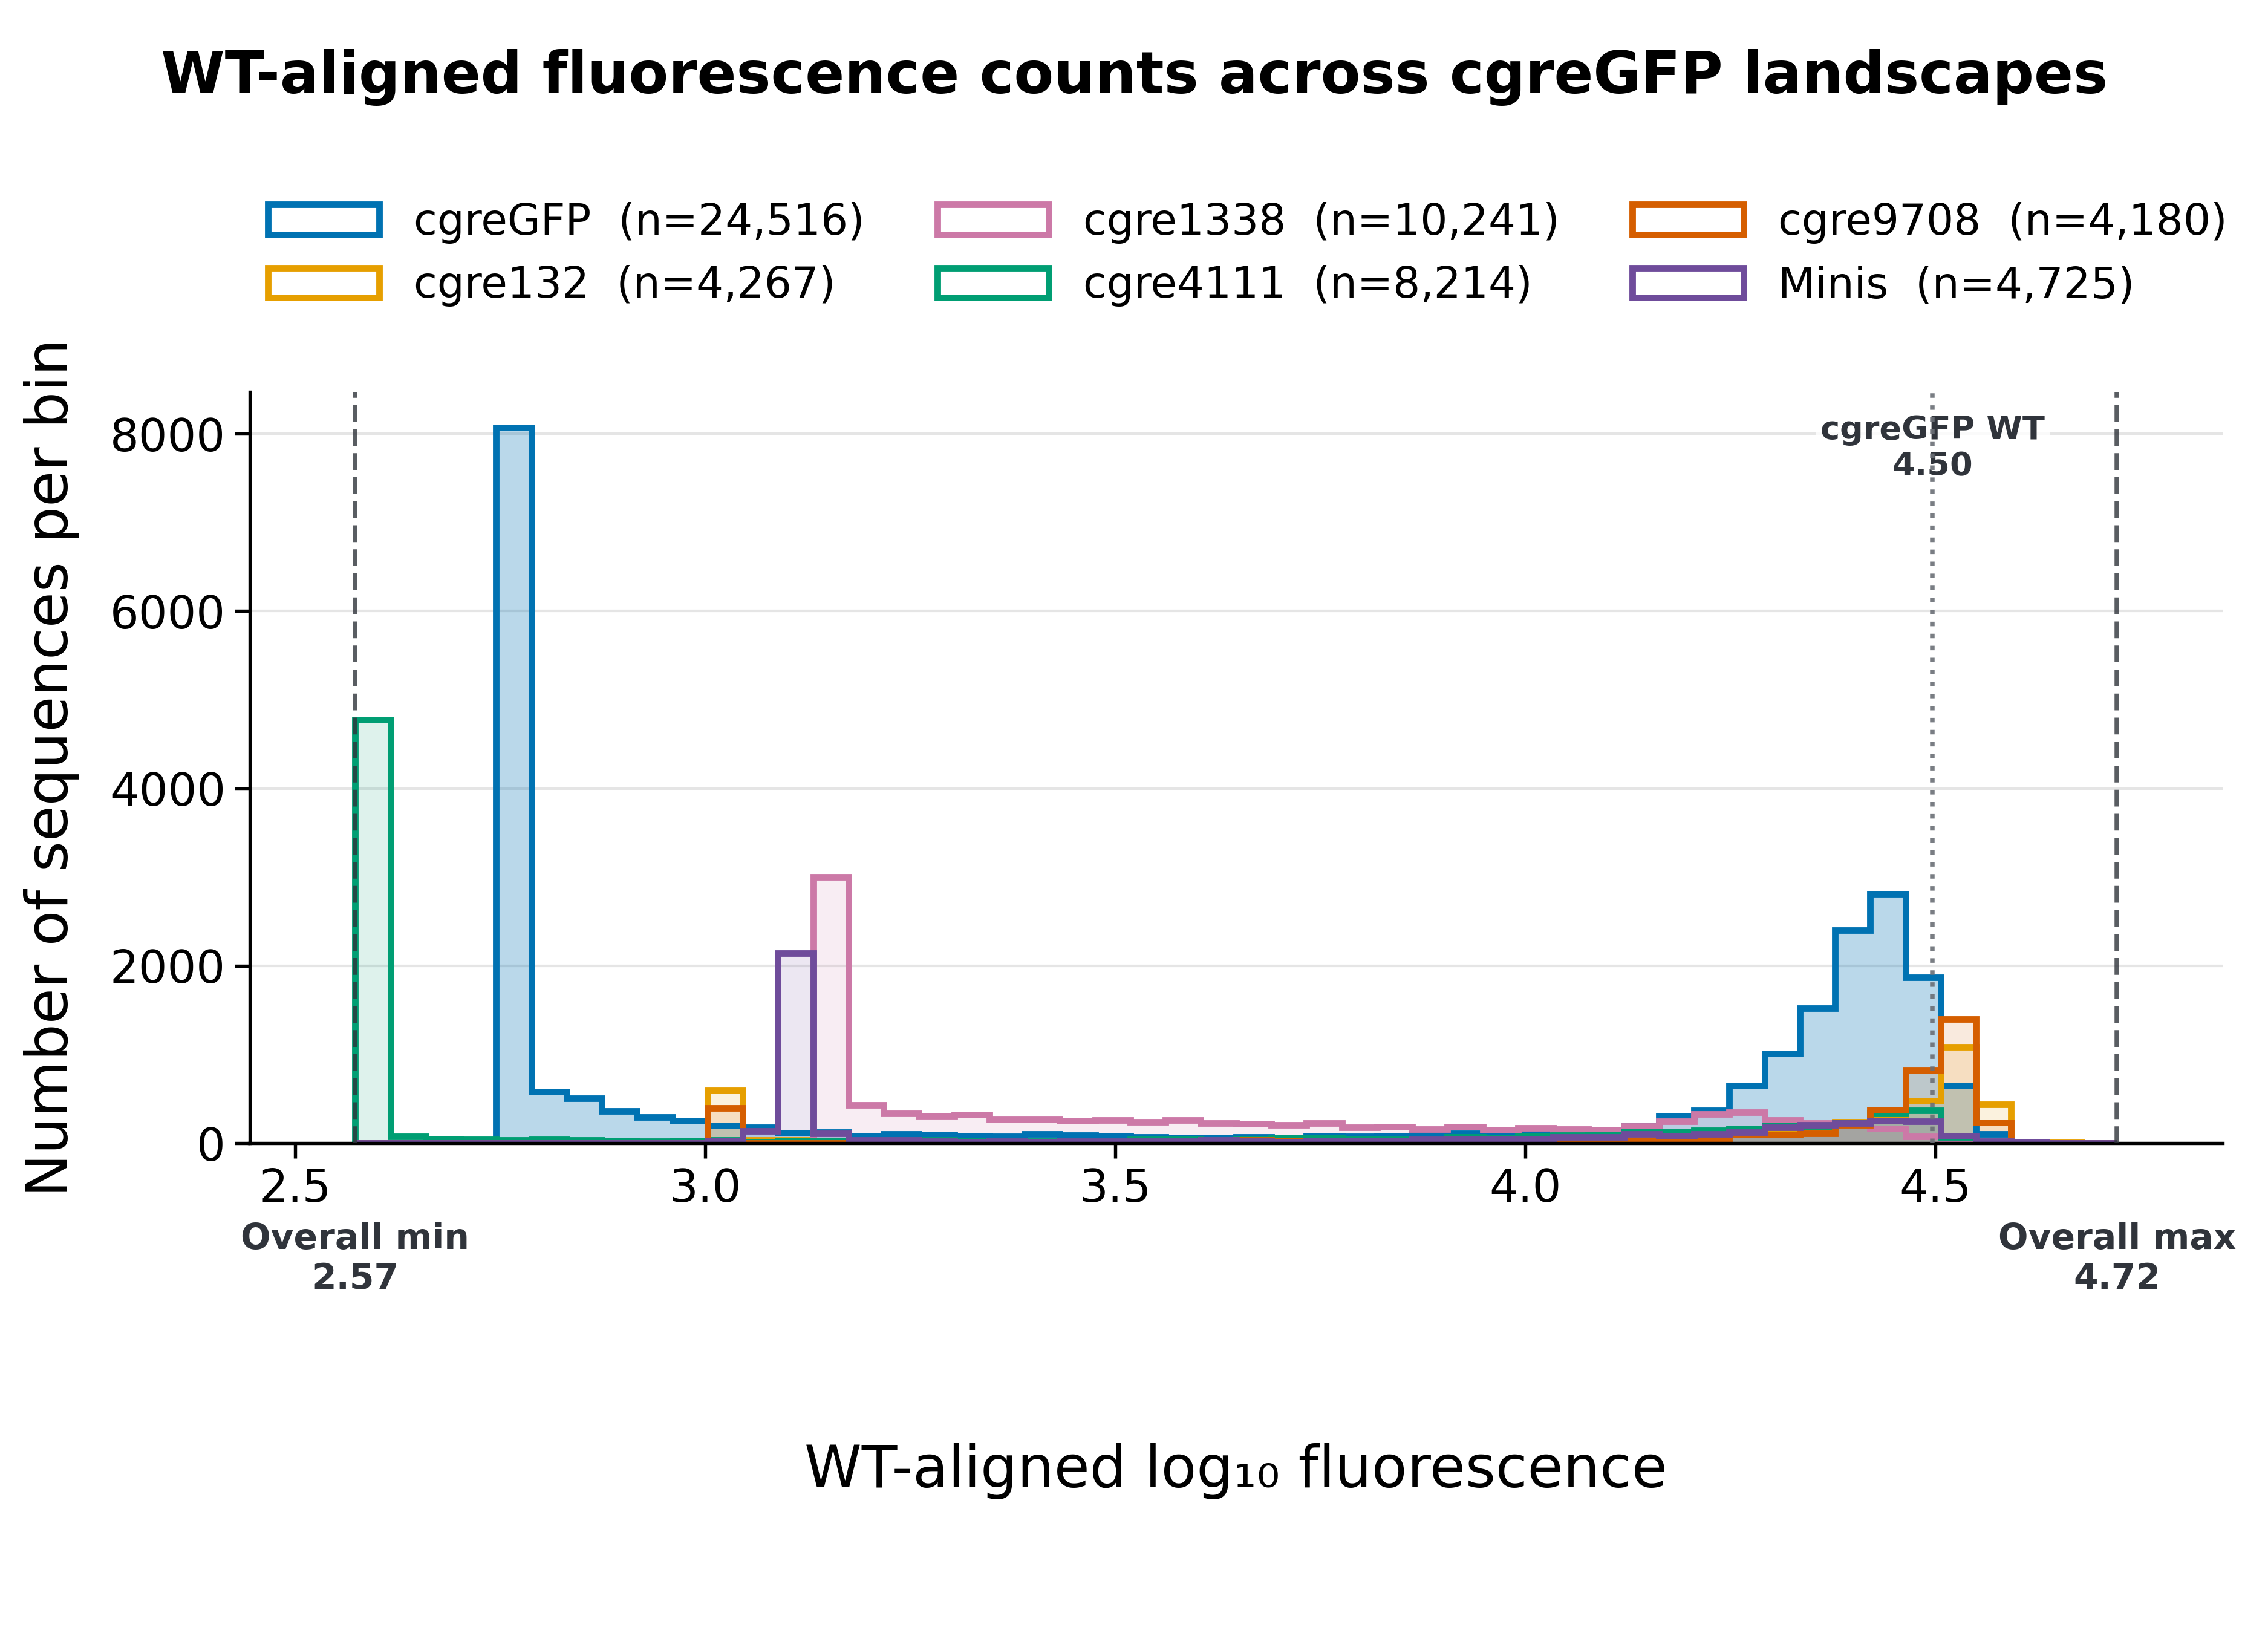 WT-aligned fluorescence counts across cgreGFP landscapes
cgreGFP (n=24,516)
cgre1338 (n=10,241)
cgre9708 (n=4,180)
cgre132 (n=4,267)
cgre4111 (n=8,214)
Minis (n=4,725)
Number of sequences per bin
8000
6000
4000
2000
0
cgreGFP WT
4.50
2.5
3.0
3.5
4.0
4.5
Overall min
2.57
Overall max
4.72
WT-aligned log₁₀ fluorescence